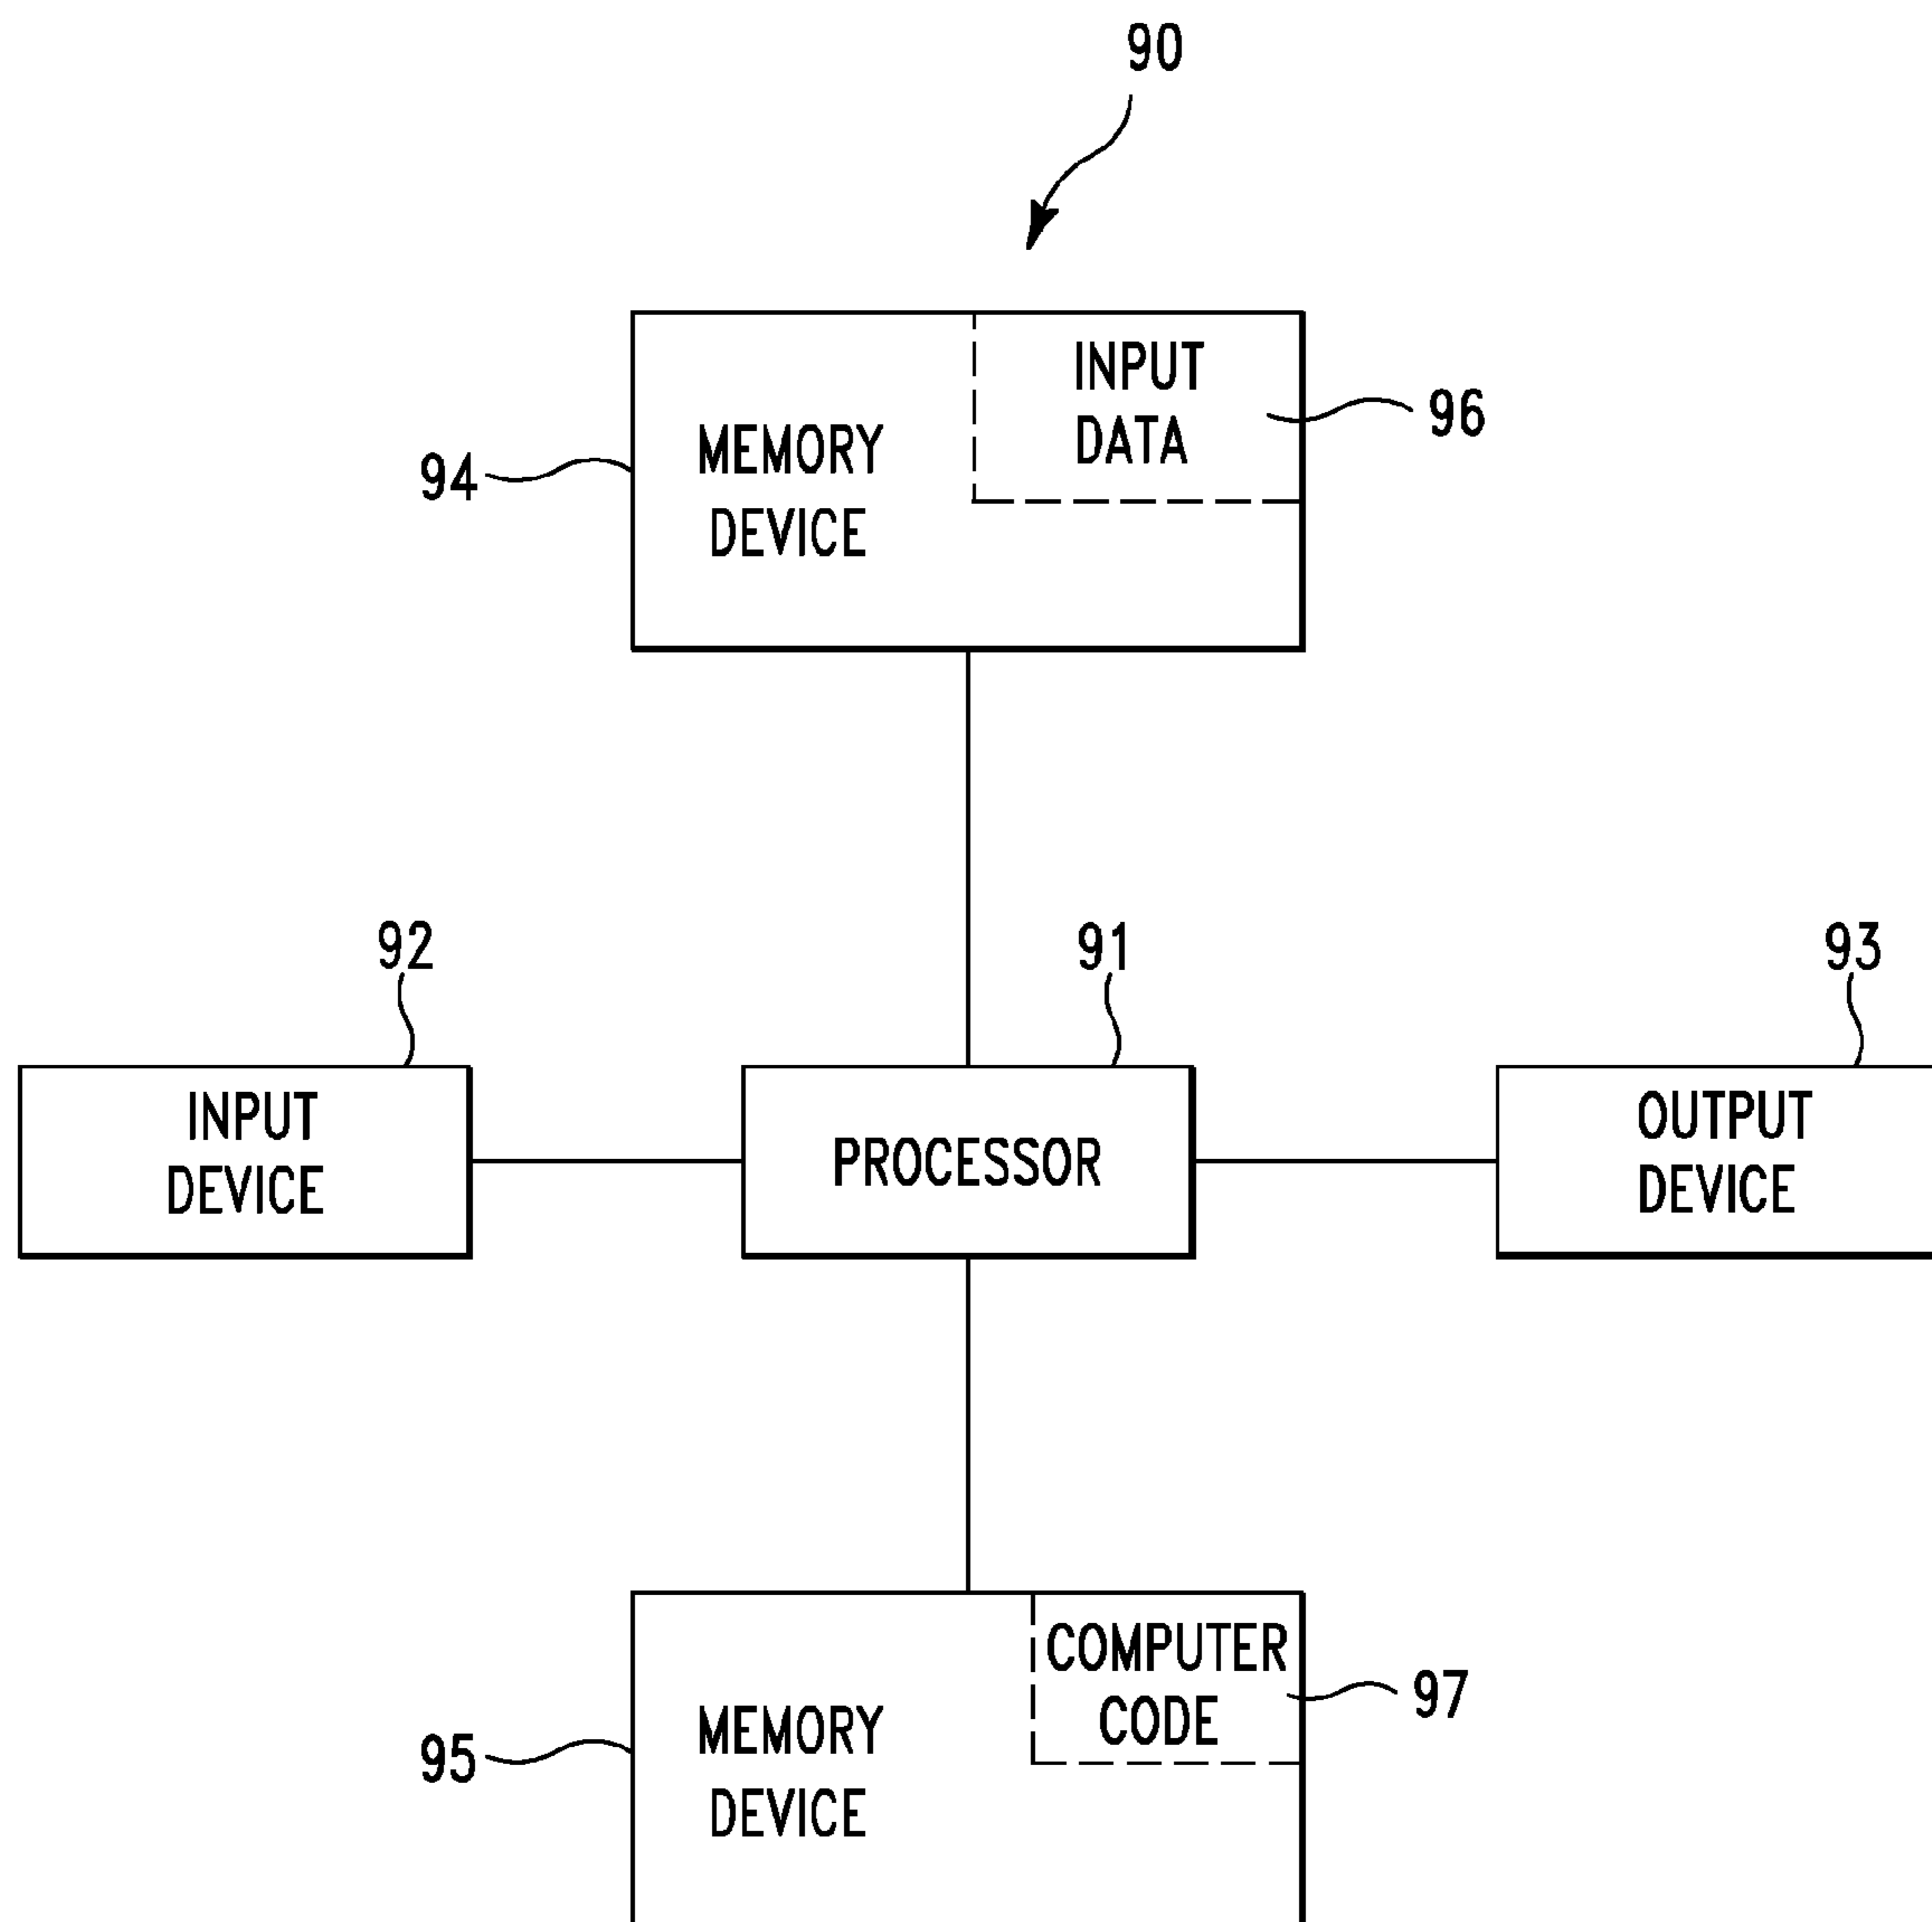 90
INPUT
DATA
96
MEMORY
DEVICE
94
92
91
93
INPUT
DEVICE
PROCESSOR
OUTPUT
DEVICE
COMPUTER
CODE
97
MEMORY
DEVICE
95